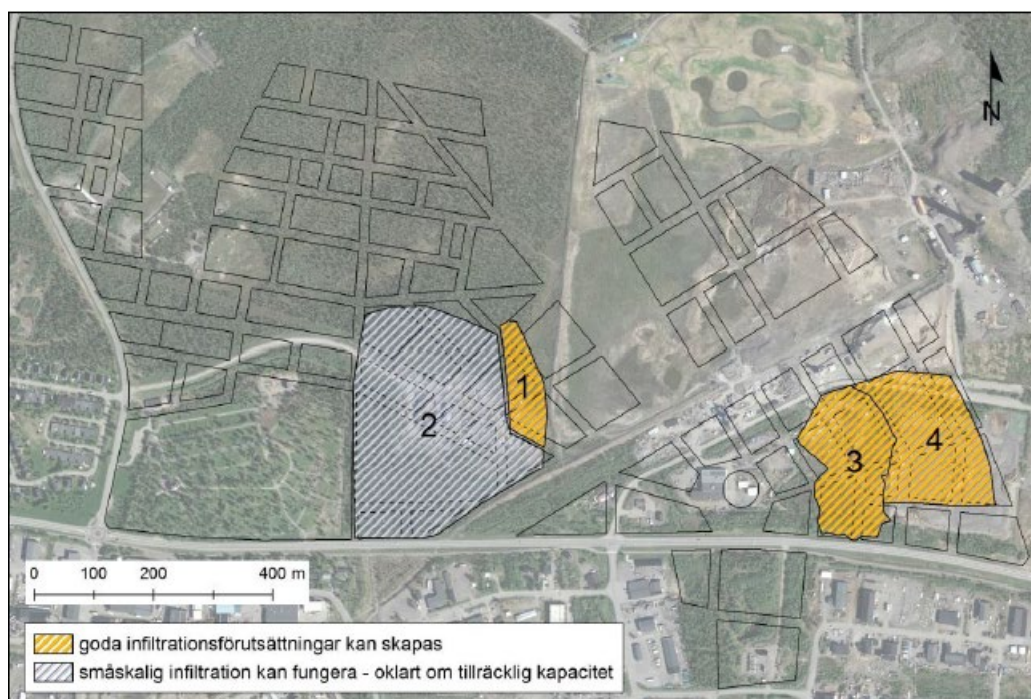 N
1
2
3
4
0 100 200 400 m
goda infiltrationsförutsättningar kan skapas
småskalig infiltration kan fungera - oklart om tillräcklig kapacitet